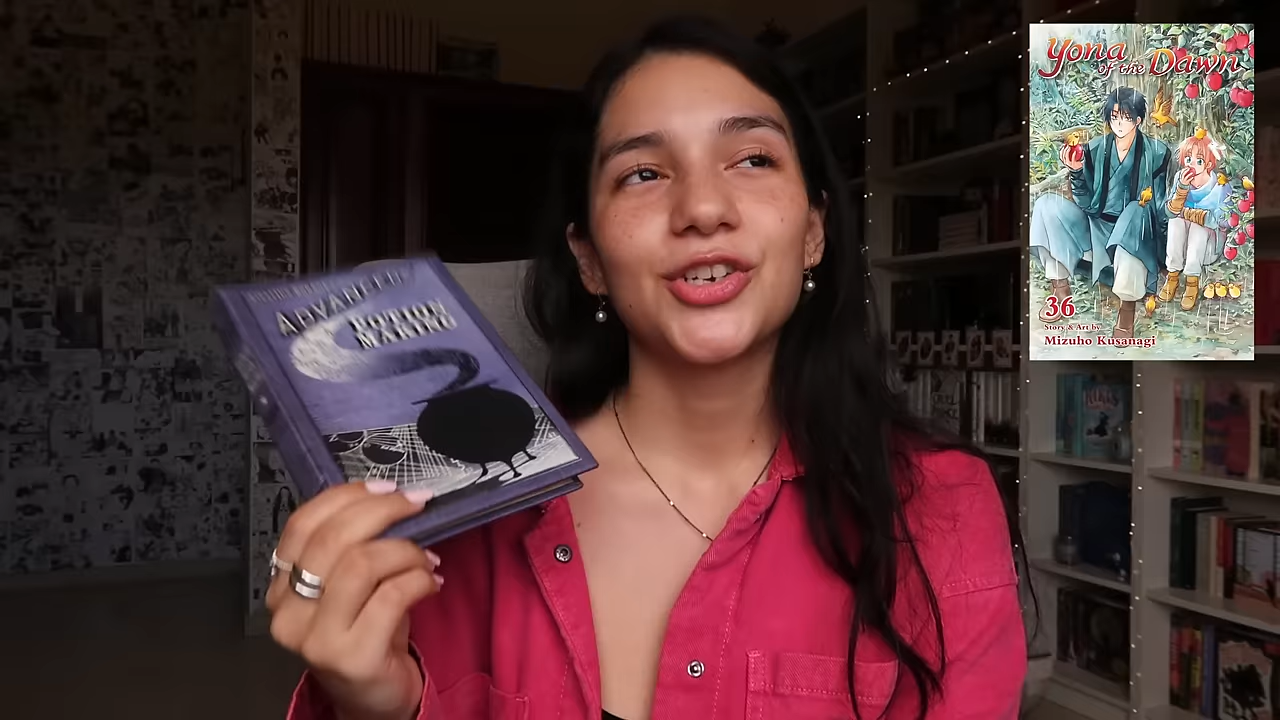 ADVANCED
POTION
MAKING
Yona
of the Dawn
36
Story & Art by
Mizuho Kusanagi